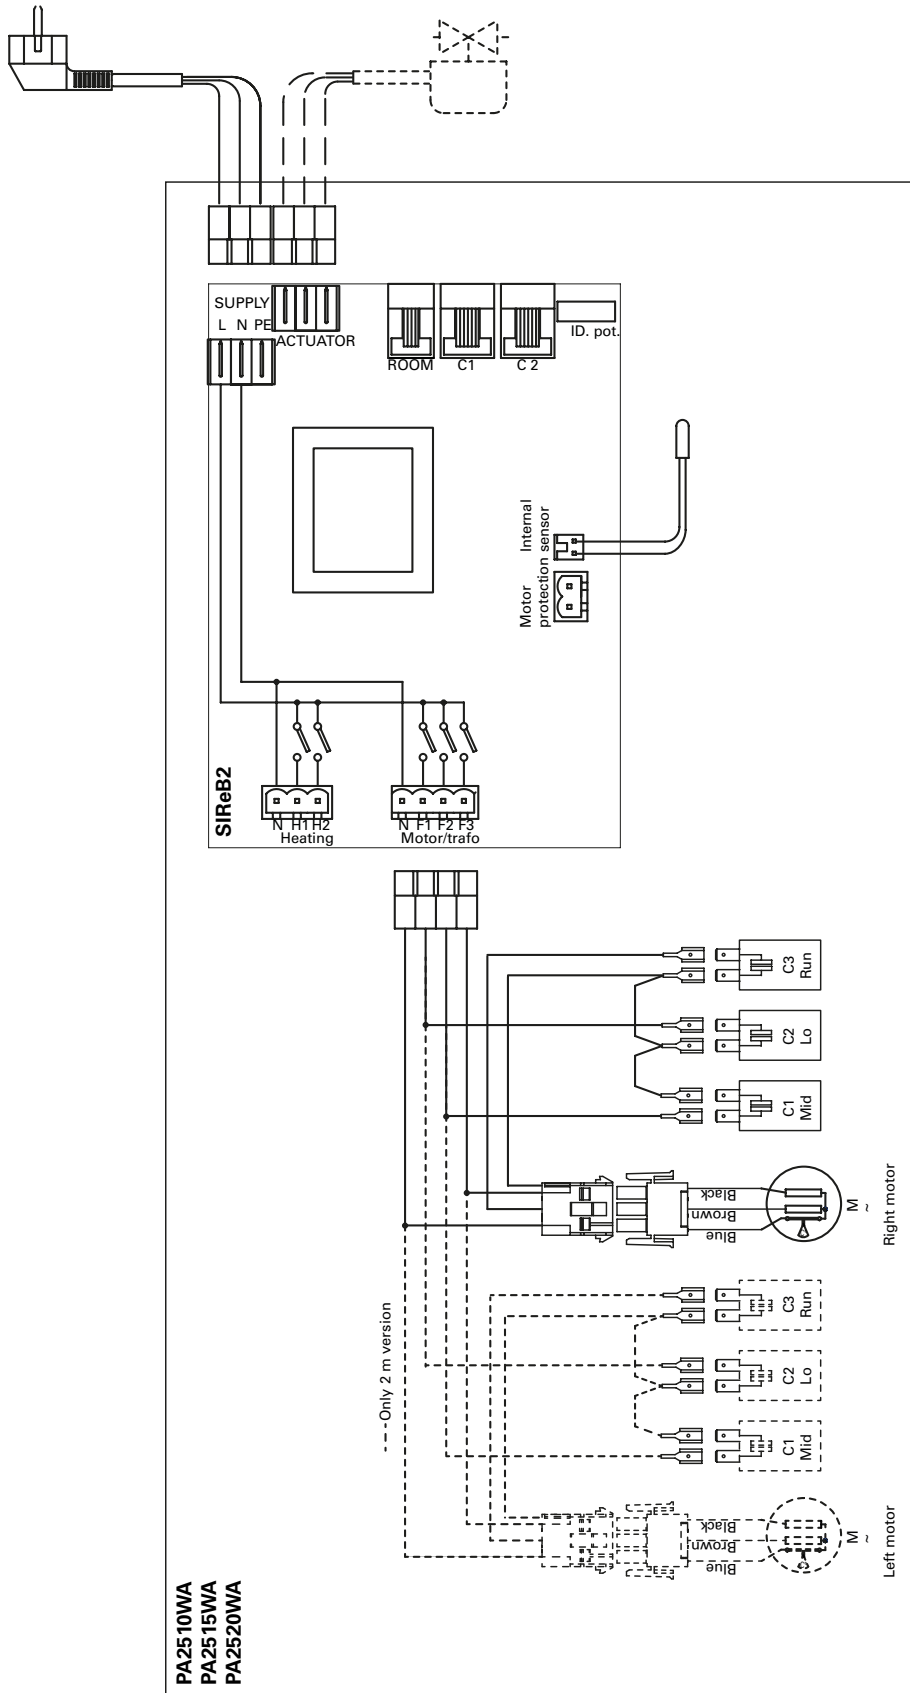 SUPPLY
L N PE
ACTUATOR
ROOM
C1
C 2
ID. pot.
Internal
protection sensor
Motor
SIReB2
N H1 H2
Heating
N F1 F2 F3
Motor/trafo
C3
Run
C2
Lo
C1
Mid
Black
Brown
Blue
M
~
Right motor
Only 2 m version
C3
Run
C2
Lo
C1
Mid
Black
Brown
Blue
M
~
Left motor
PA2510WA
PA2515WA
PA2520WA